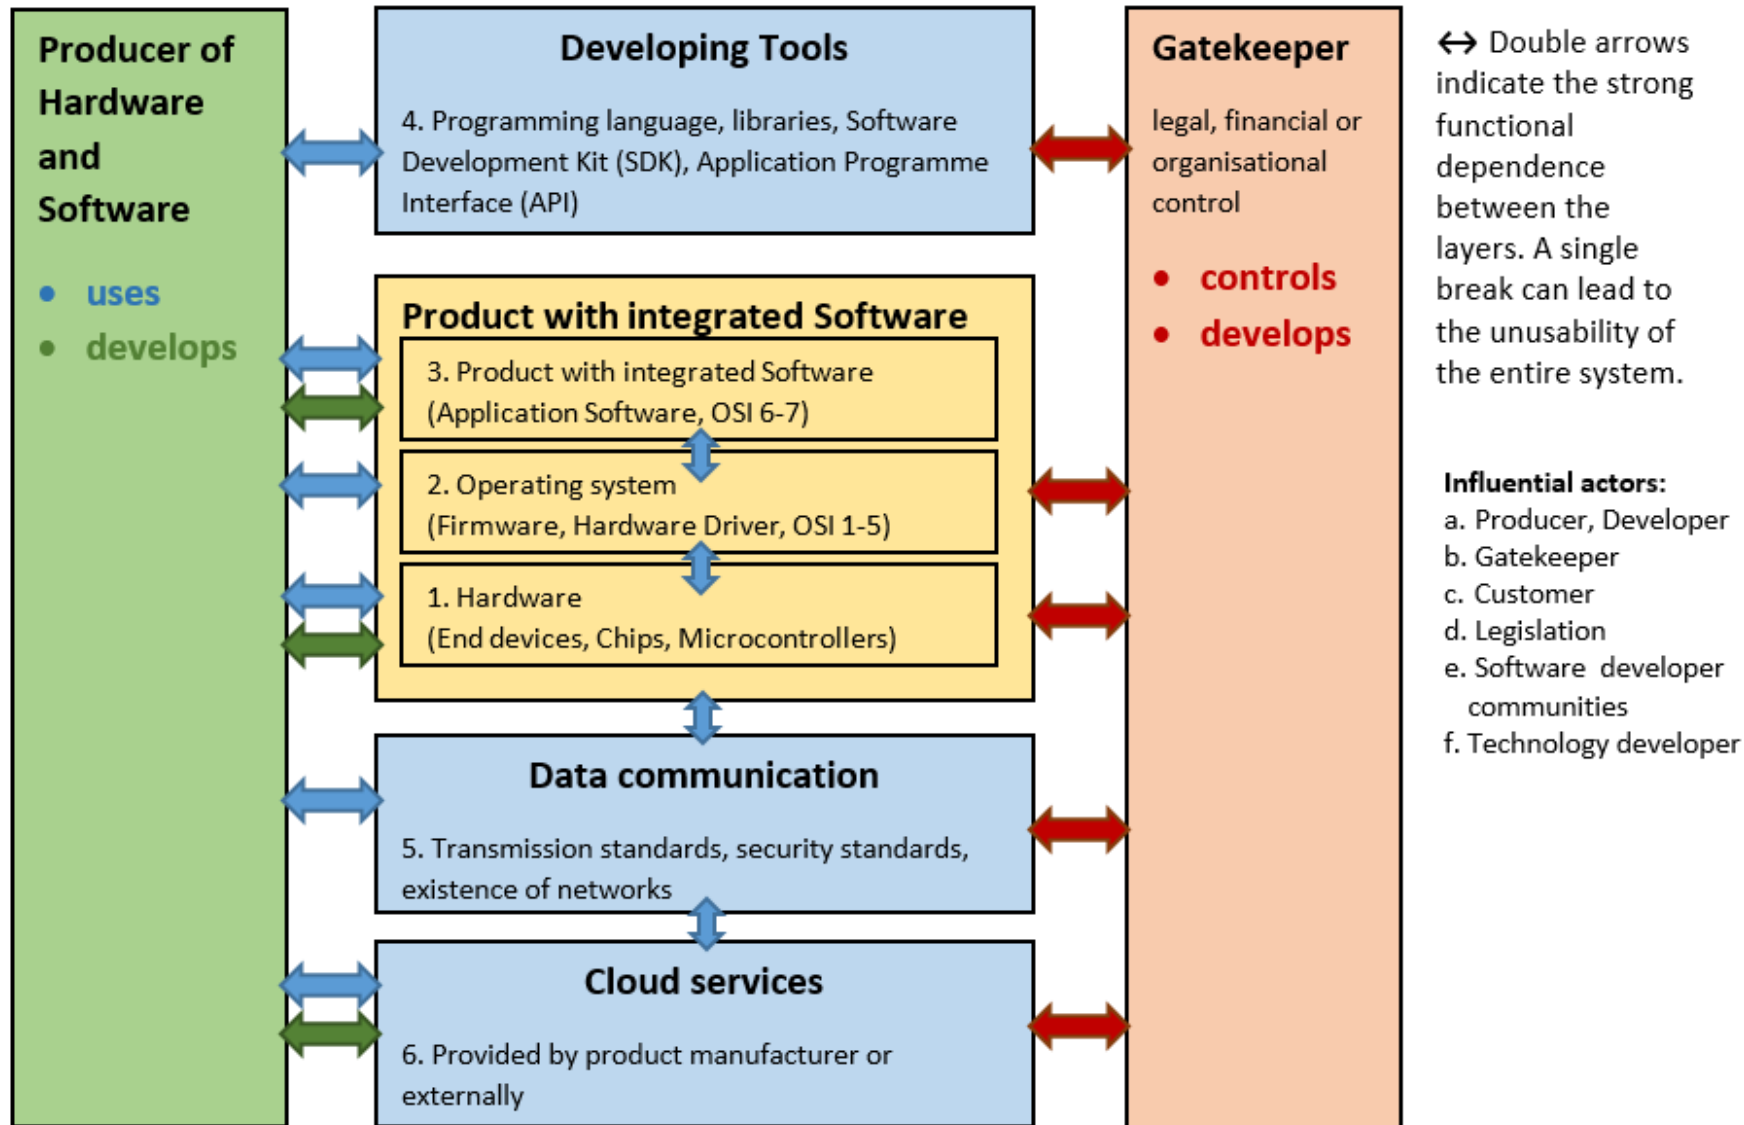 Producer of
Hardware
and
Software
• uses
• develops
Developing Tools
4. Programming language, libraries, Software
Development Kit (SDK), Application Programme
Interface (API)
Product with integrated Software
3. Product with integrated Software
(Application Software, OSI 6-7)
2. Operating system
(Firmware, Hardware Driver, OSI 1-5)
1. Hardware
(End devices, Chips, Microcontrollers)
Data communication
5. Transmission standards, security standards,
existence of networks
Cloud services
6. Provided by product manufacturer or
externally
Gatekeeper
legal, financial or
organisational
control
• controls
• develops
↔ Double arrows
indicate the strong
functional
dependence
between the
layers. A single
break can lead to
the unusability of
the entire system.
Influential actors:
a. Producer, Developer
b. Gatekeeper
c. Customer
d. Legislation
e. Software developer
communities
f. Technology developer